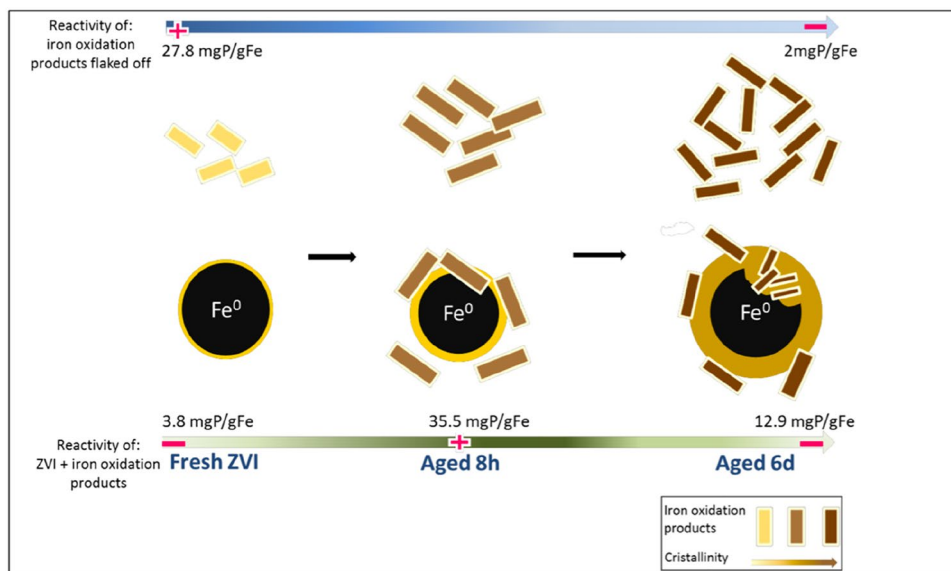 Reactivity of:
iron oxidation
products flaked off
27.8 mgP/gFe
2mgP/gFe
Fe⁰
Fe⁰
Fe⁰
3.8 mgP/gFe
35.5 mgP/gFe
12.9 mgP/gFe
Reactivity of:
ZVI + iron oxidation
products
Fresh ZVI
Aged 8h
Aged 6d
Iron oxidation
products
Cristallinity